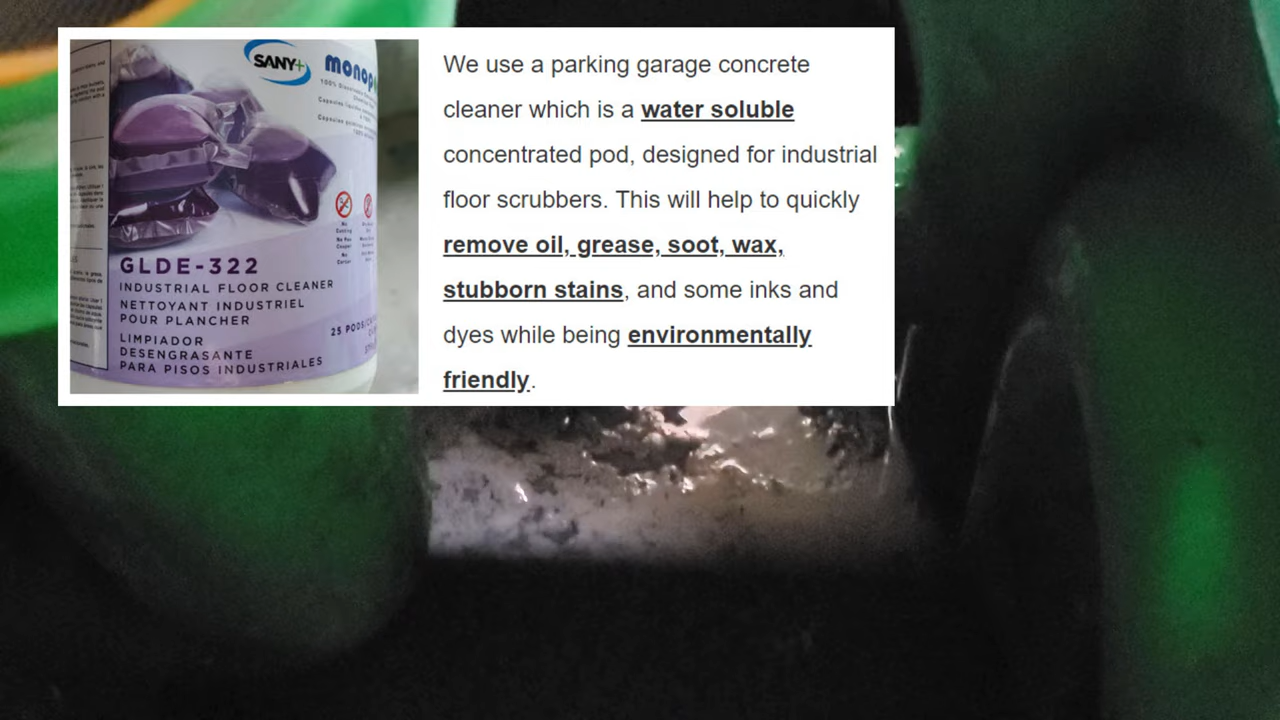 SANY+
GLDE-322
INDUSTRIAL FLOOR CLEANER
NETTOYANT INDUSTRIEL
POUR PLANCHER
LIMPIADOR
DESENGRASANTE
PARA PISOS INDUSTRIALES
25 PODS
We use a parking garage concrete
cleaner which is a water soluble
concentrated pod, designed for industrial
floor scrubbers. This will help to quickly
remove oil, grease, soot, wax,
stubborn stains, and some inks and
dyes while being environmentally
friendly.